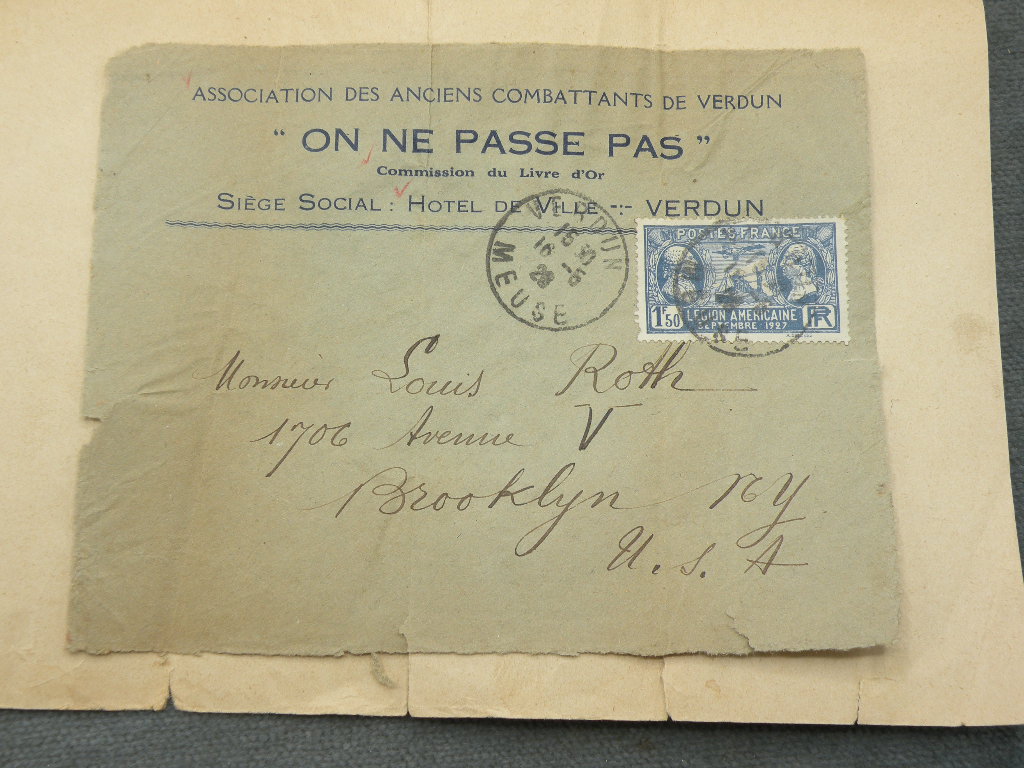 ASSOCIATION DES ANCIENS COMBATTANTS DE VERDUN
“ ON NE PASSE PAS ”
Commission du Livre d'Or
SIÈGE SOCIAL : HOTEL DE VILLE -:- VERDUN
VERDUN
MEUSE
POSTES FRANCE
1F50 LEGION AMERICAINE RF
SEPTEMBRE 1927
Monsieur Louis Roth
1706 Avenue V
Brooklyn NY
U. S. A